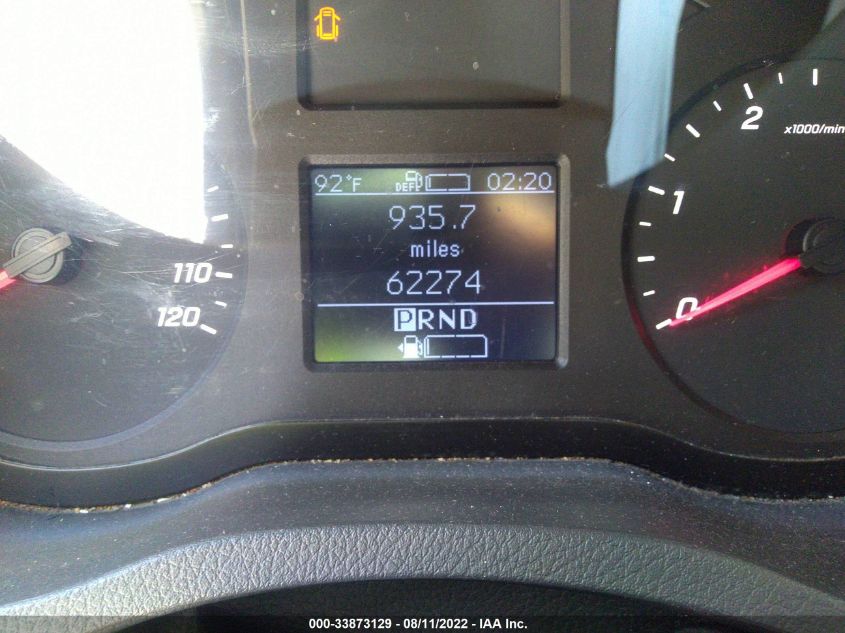 2
x1000/min
92°F DEF 02:20
1
935.7
miles
110
62274
0
120
PRND
000-33873129 - 08/11/2022 - IAA Inc.